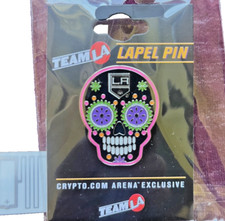 TEAM LA LAPEL PIN
LA
TEAM LA
CRYPTO.COM ARENA EXCLUSIVE